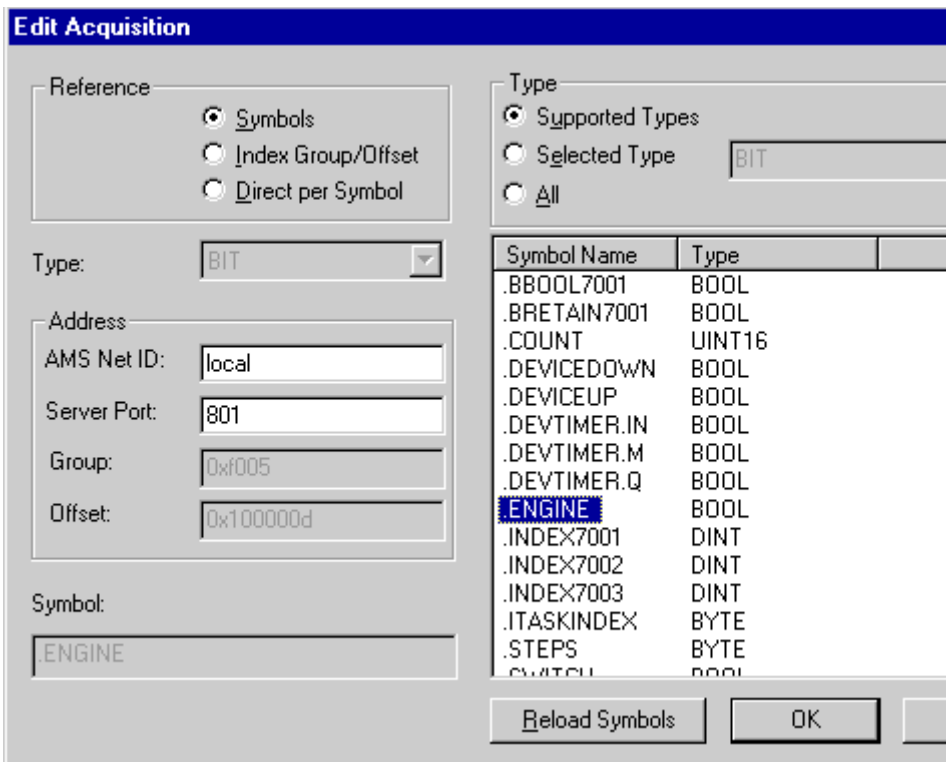 Edit Acquisition
Reference
Symbols
Index Group/Offset
Direct per Symbol
Type:
BIT
Address
AMS Net ID:
local
Server Port:
801
Group:
0xf005
Offset:
0x100000d
Symbol:
.ENGINE
Type
Supported Types
Selected Type
BIT
All
Symbol Name Type
.BBOOL7001 BOOL
.BRETAIN7001 BOOL
.COUNT UINT16
.DEVICEDOWN BOOL
.DEVICEUP BOOL
.DEVTIMER.IN BOOL
.DEVTIMER.M BOOL
.DEVTIMER.Q BOOL
.ENGINE BOOL
.INDEX7001 DINT
.INDEX7002 DINT
.INDEX7003 DINT
.ITASKINDEX BYTE
.STEPS BYTE
.SWITCH BOOL
Reload Symbols
OK